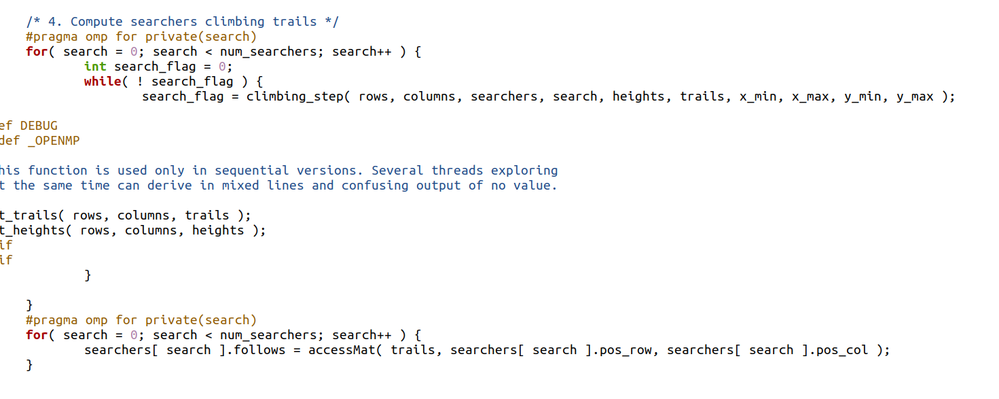 /* 4. Compute searchers climbing trails */
#pragma omp for private(search)
for( search = 0; search < num_searchers; search++ ) {
int search_flag = 0;
while( ! search_flag ) {
search_flag = climbing_step( rows, columns, searchers, search, heights, trails, x_min, x_max, y_min, y_max );
ef DEBUG
def _OPENMP
his function is used only in sequential versions. Several threads exploring
t the same time can derive in mixed lines and confusing output of no value.
t_trails( rows, columns, trails );
t_heights( rows, columns, heights );
if
if
}
}
#pragma omp for private(search)
for( search = 0; search < num_searchers; search++ ) {
searchers[ search ].follows = accessMat( trails, searchers[ search ].pos_row, searchers[ search ].pos_col );
}